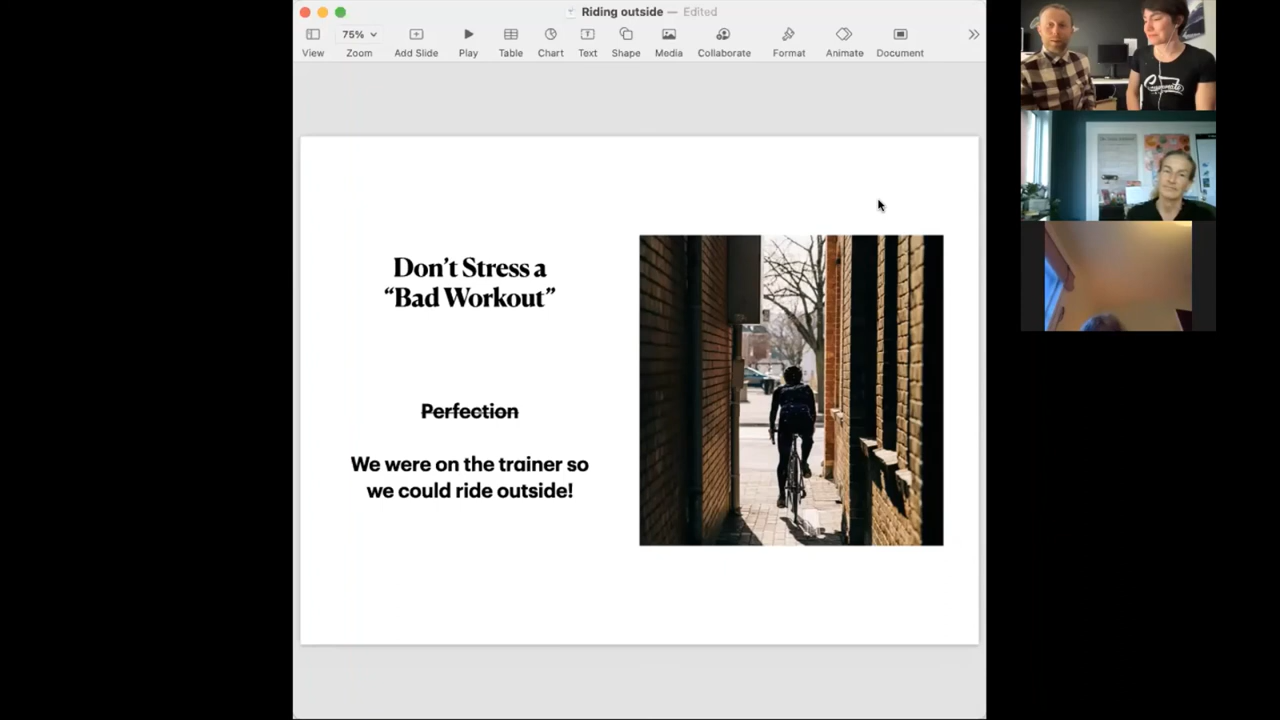 Riding outside — Edited
75%
View
Zoom
Add Slide
Play
Table
Chart
Text
Shape
Media
Collaborate
Format
Animate
Document
Don’t Stress a
“Bad Workout”
Perfection
We were on the trainer so
we could ride outside!